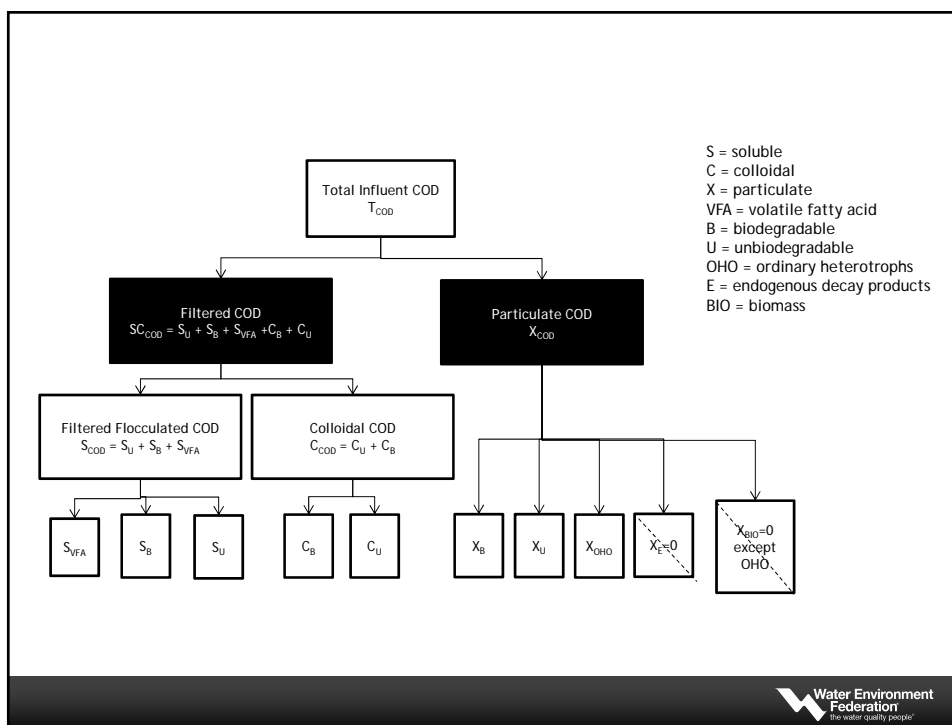 Total Influent COD
T_COD
Filtered COD
SC_COD = S_U + S_B + S_VFA +C_B + C_U
Particulate COD
X_COD
Filtered Flocculated COD
S_COD = S_U + S_B + S_VFA
Colloidal COD
C_COD = C_U + C_B
S_VFA
S_B
S_U
C_B
C_U
X_B
X_U
X_OHO
X_E=0
X_BIO=0
except
OHO
S = soluble
C = colloidal
X = particulate
VFA = volatile fatty acid
B = biodegradable
U = unbiodegradable
OHO = ordinary heterotrophs
E = endogenous decay products
BIO = biomass
Water Environment
Federation®
the water quality people®